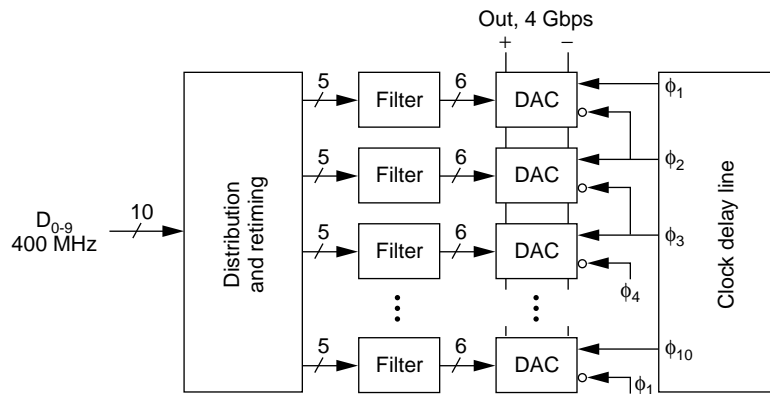 Out, 4 Gbps
+ −
5 Filter 6 DAC ϕ1
5 Filter 6 DAC ϕ2
D0-9
400 MHz
10
Distribution
and retiming
5 Filter 6 DAC ϕ3
ϕ4
Clock delay line
5 Filter 6 DAC ϕ10
ϕ1